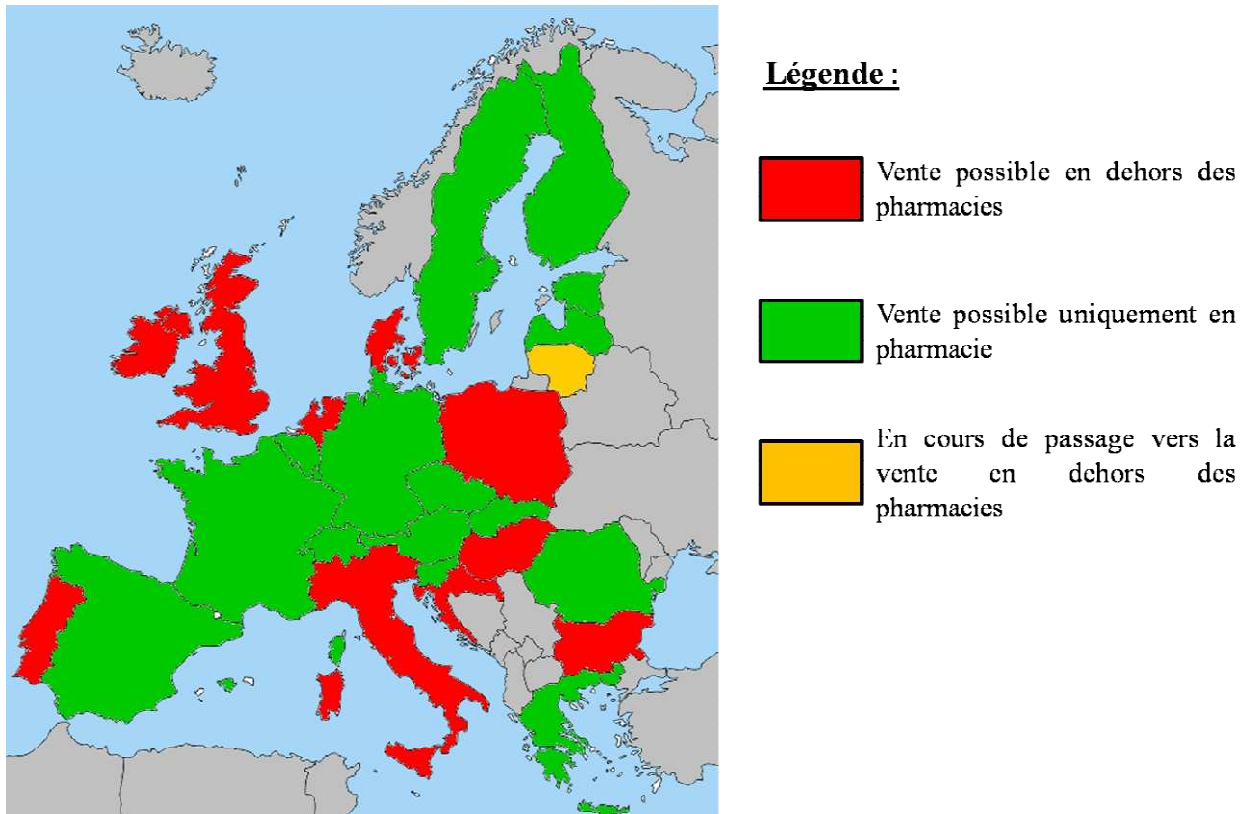 Légende :
Vente possible en dehors des
pharmacies
Vente possible uniquement en
pharmacie
En cours de passage vers la
vente en dehors des
pharmacies